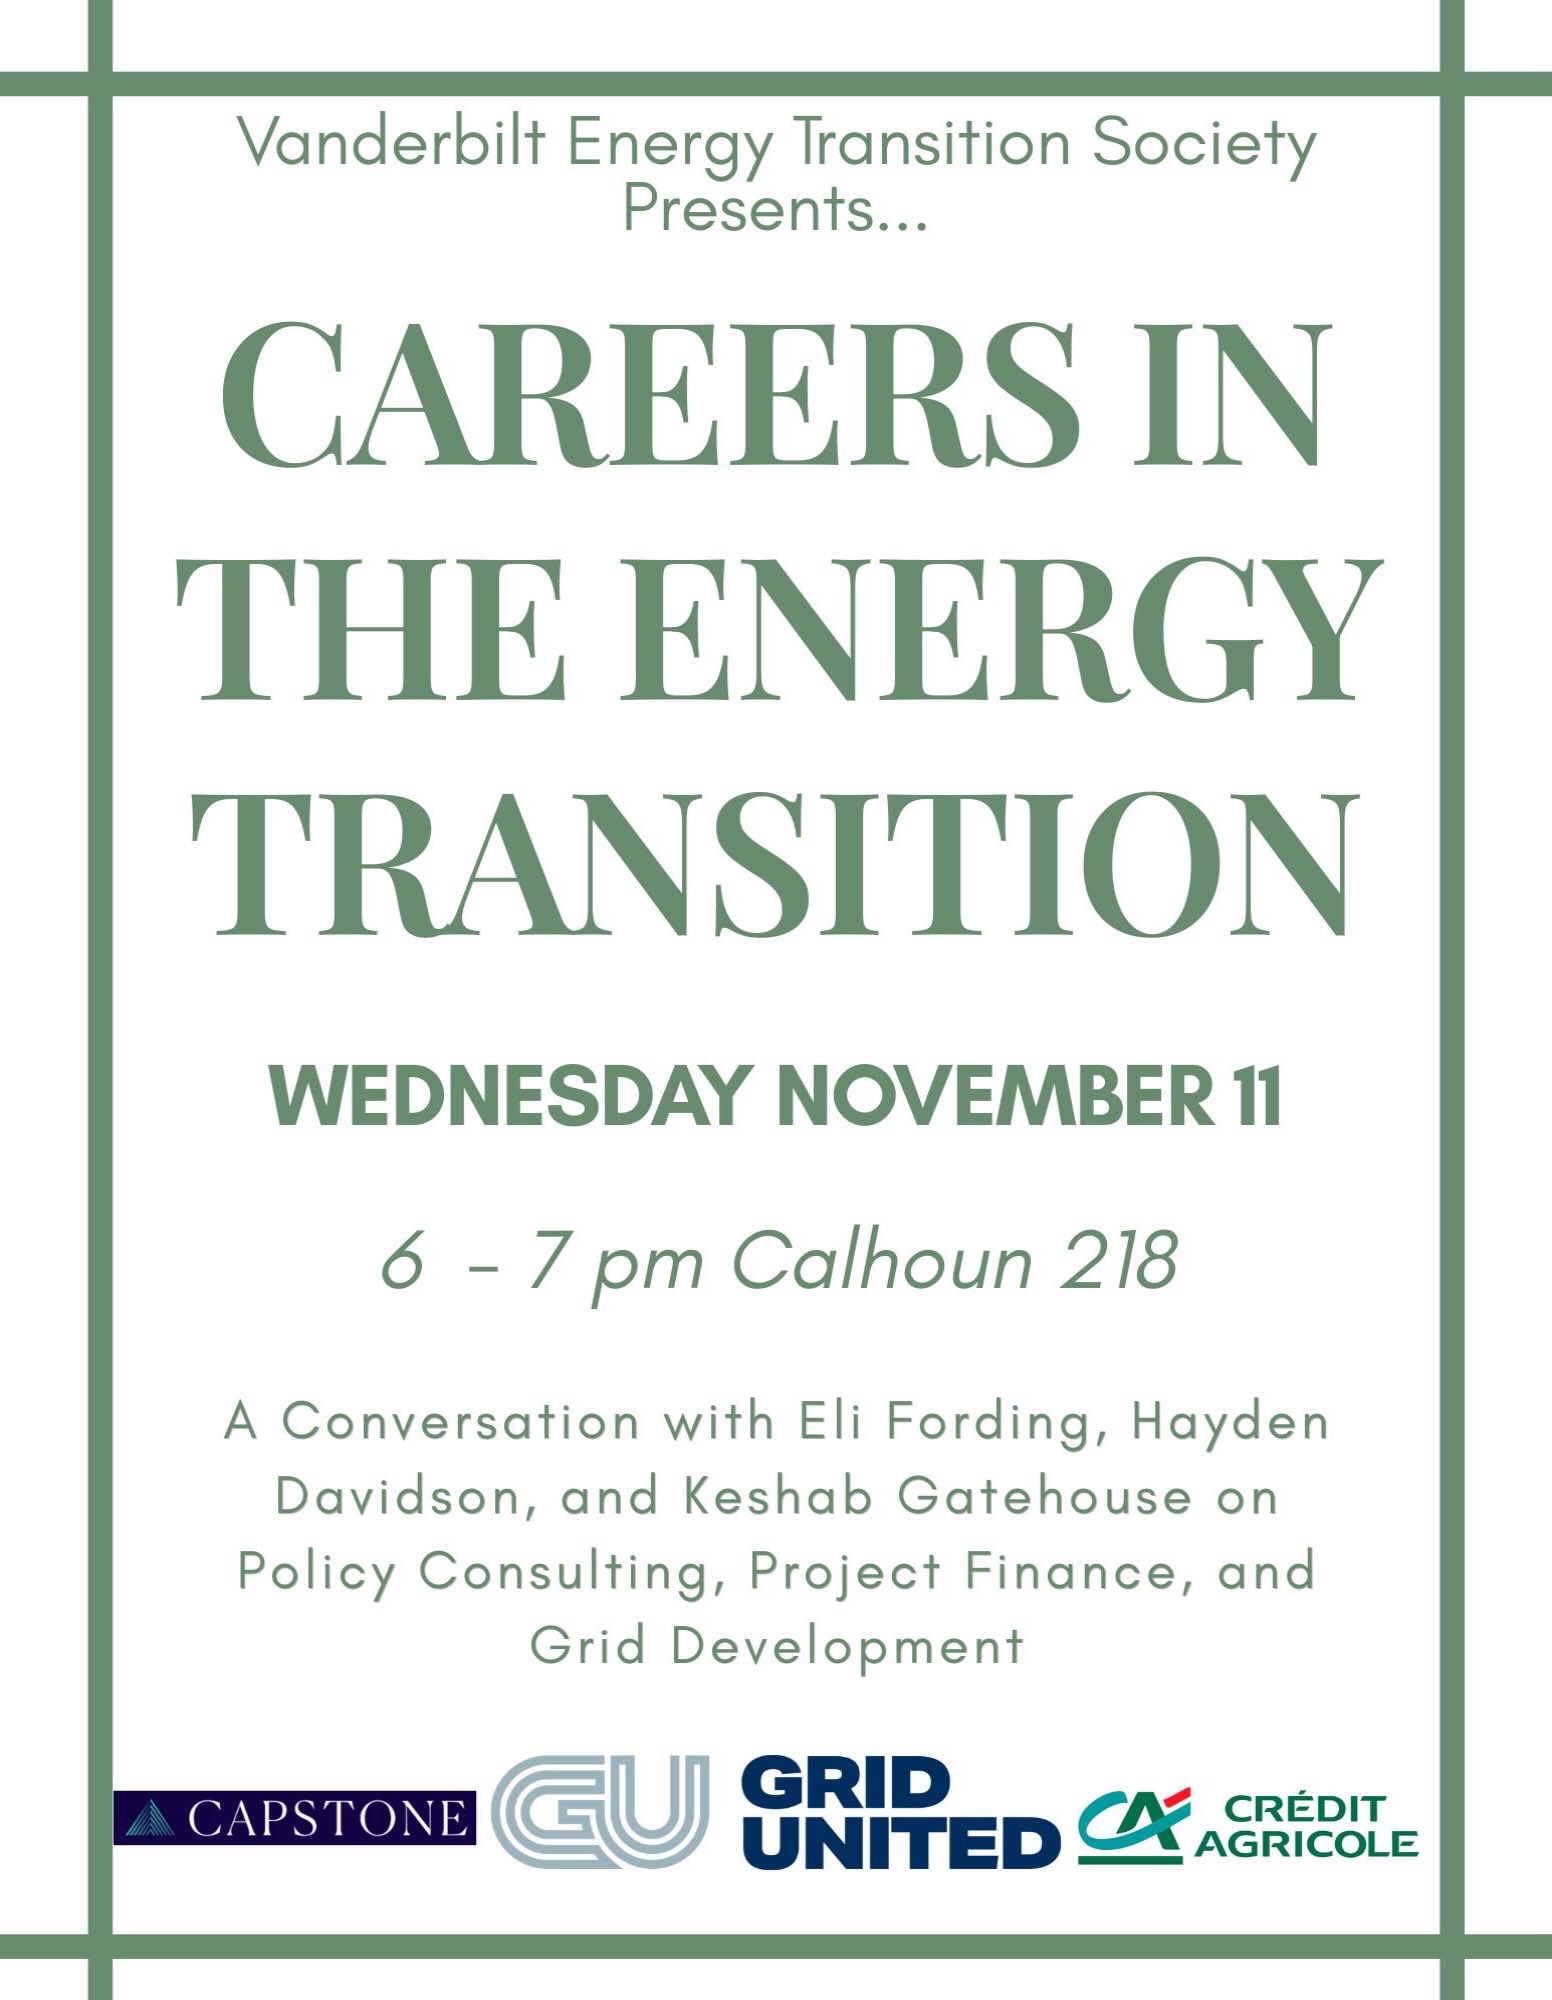 Vanderbilt Energy Transition Society
Presents...
CAREERS IN
THE ENERGY
TRANSITION
WEDNESDAY NOVEMBER 11
6 - 7 pm Calhoun 218
A Conversation with Eli Fording, Hayden
Davidson, and Keshab Gatehouse on
Policy Consulting, Project Finance, and
Grid Development
CAPSTONE
GU
GRID
UNITED
CA
CRÉDIT
AGRICOLE